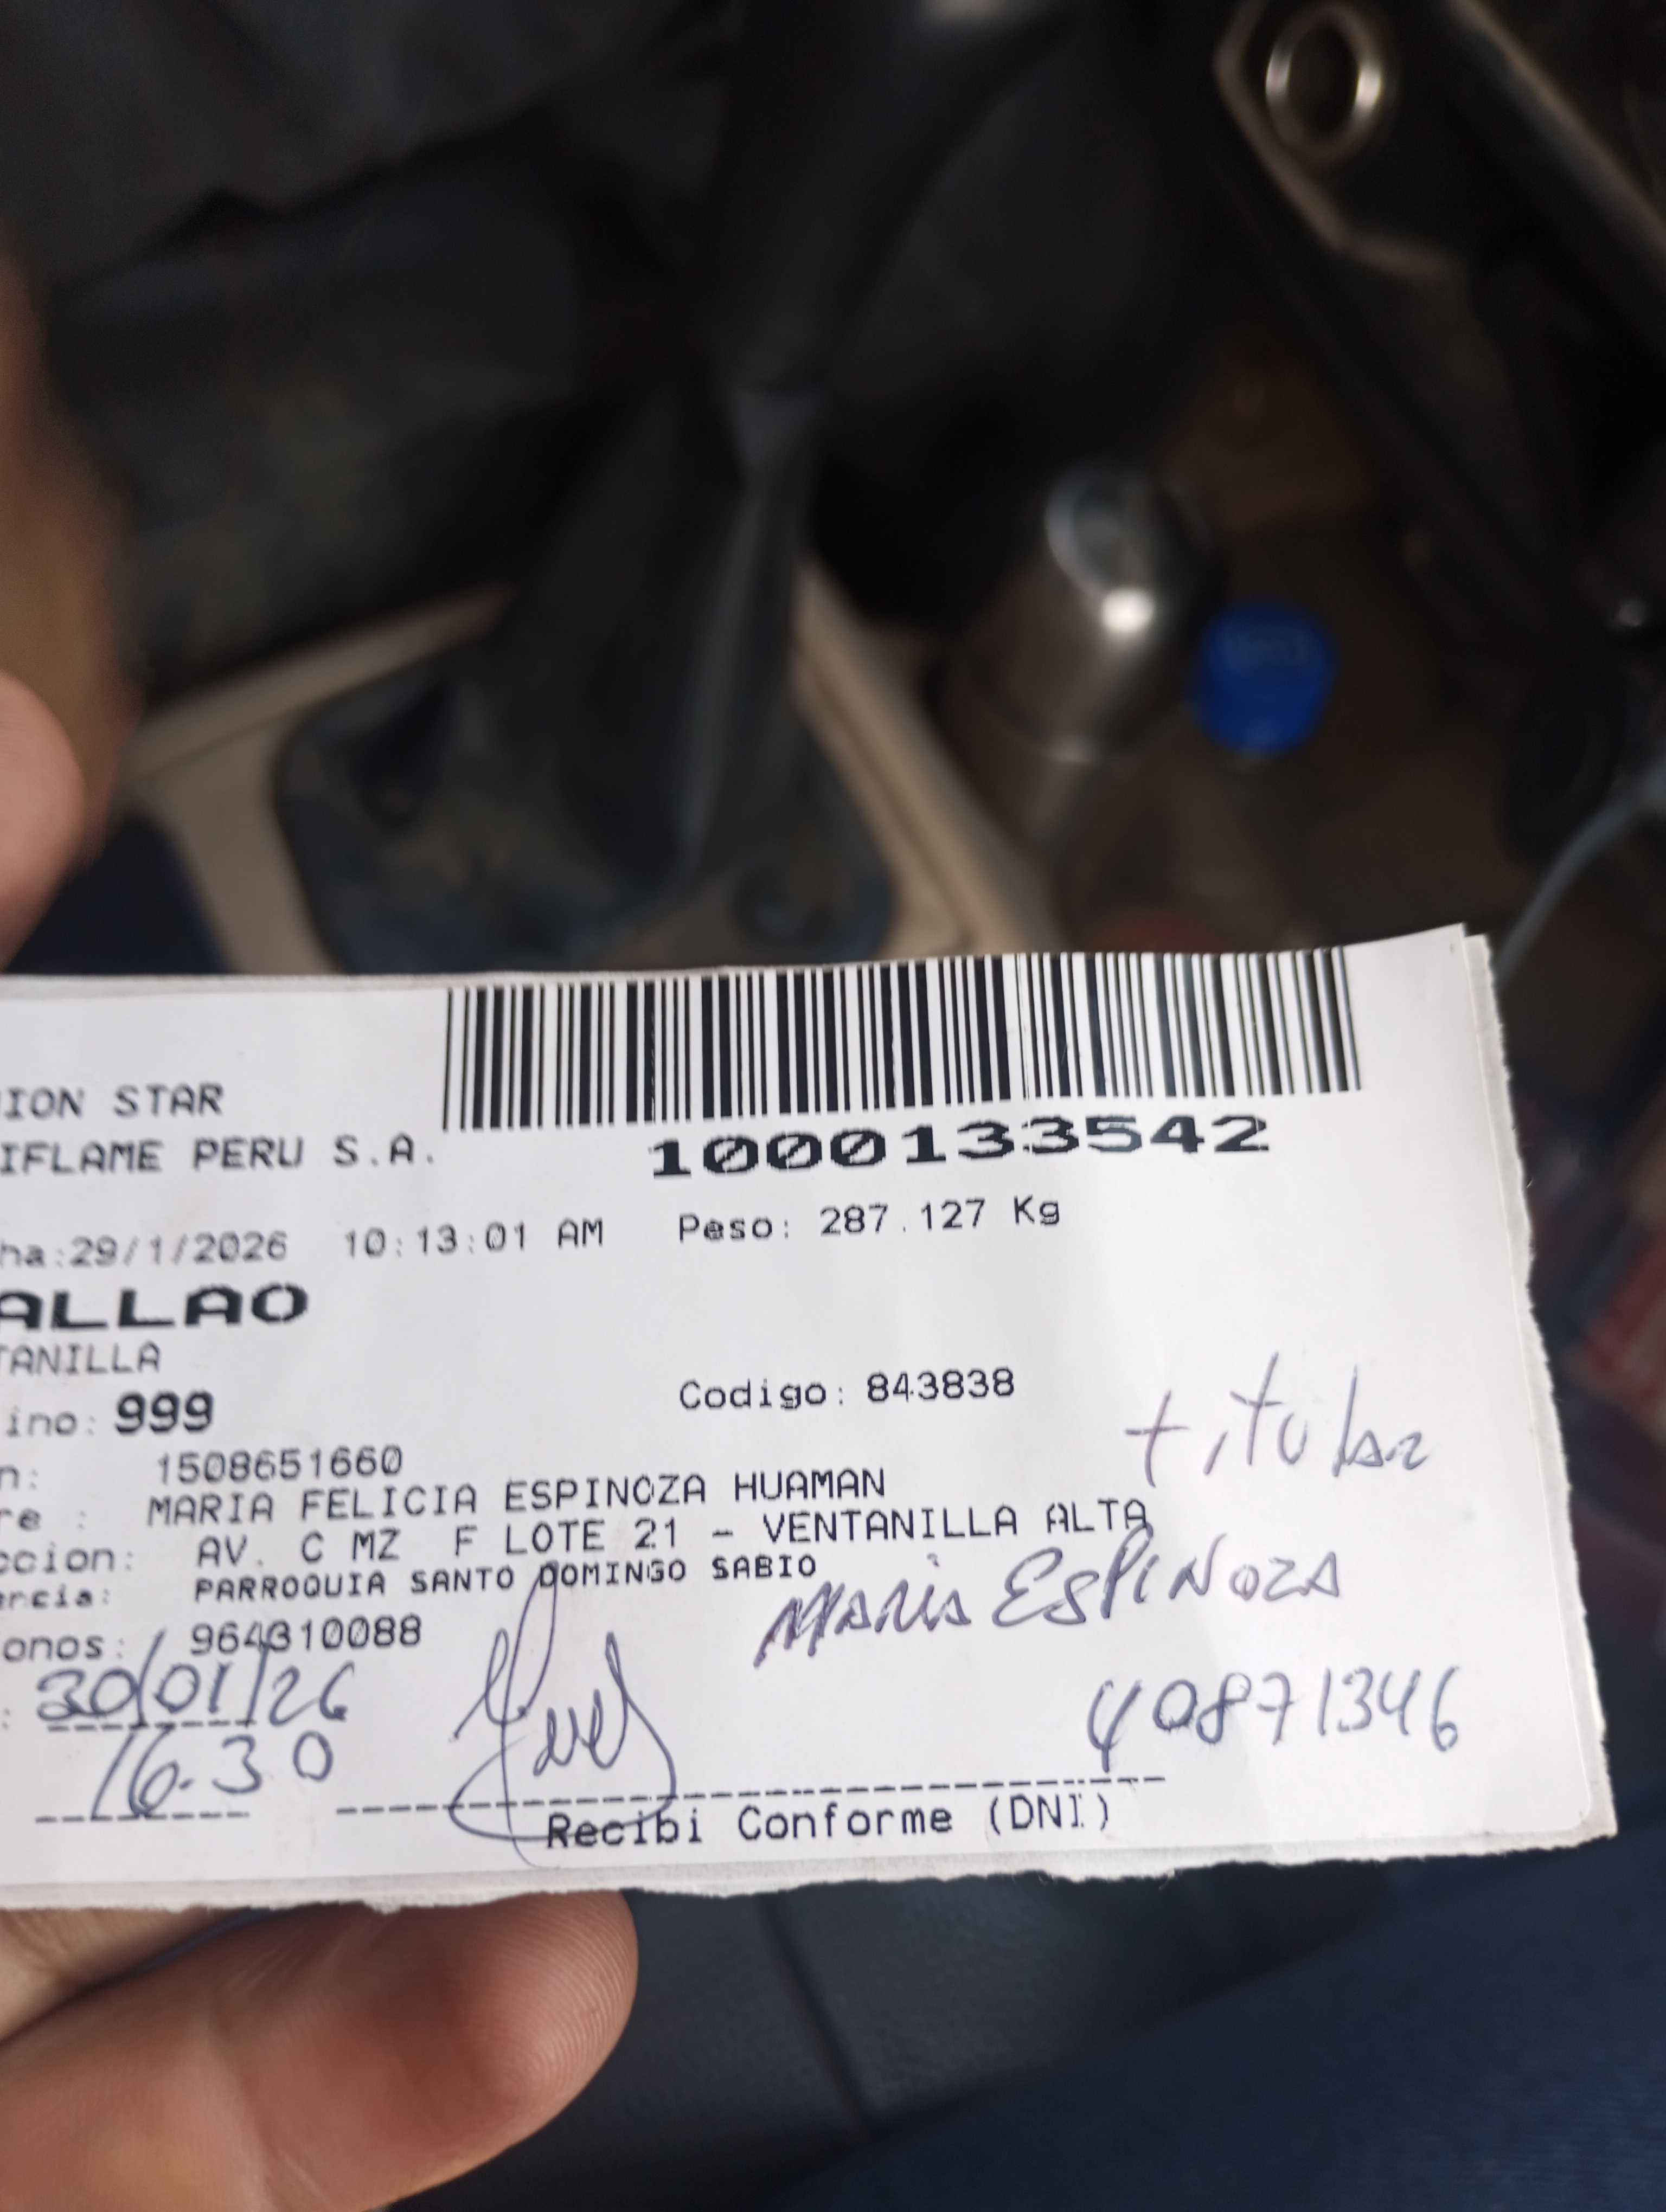 ION STAR
IFLAME PERU S.A.
1000133542
ha:29/1/2026 10:13:01 AM Peso: 287.127 Kg
ALLAO
TANILLA
ino: 999 Codigo: 843838
titular
n: 1508651660
re : MARIA FELICIA ESPINOZA HUAMAN
ccion: AV. C MZ F LOTE 21 - VENTANILLA ALTA
ercia: PARROQUIA SANTO DOMINGO SABIO
MARIA ESPINOZA
onos: 964310088
: 30/01/26
40871346
16.30
Recibi Conforme (DNI)